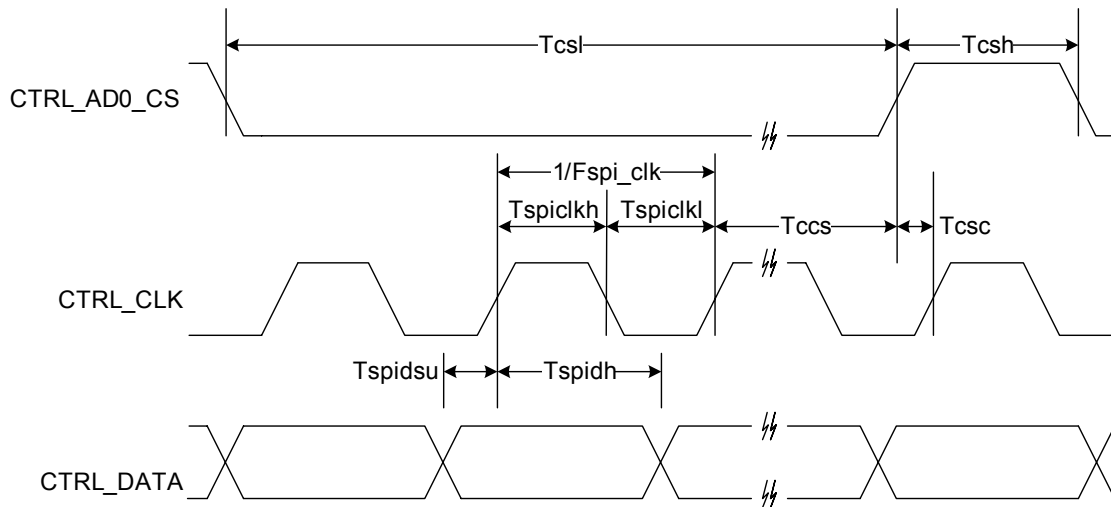 Tcsl
Tcsh
CTRL_AD0_CS
1/Fspi_clk
Tspiclkh
Tspiclkl
Tccs
Tcsc
CTRL_CLK
Tspidsu
Tspidh
CTRL_DATA